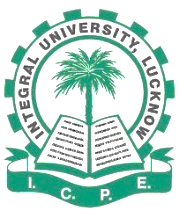 INTEGRAL UNIVERSITY, LUCKNOW
I. C. P. E.